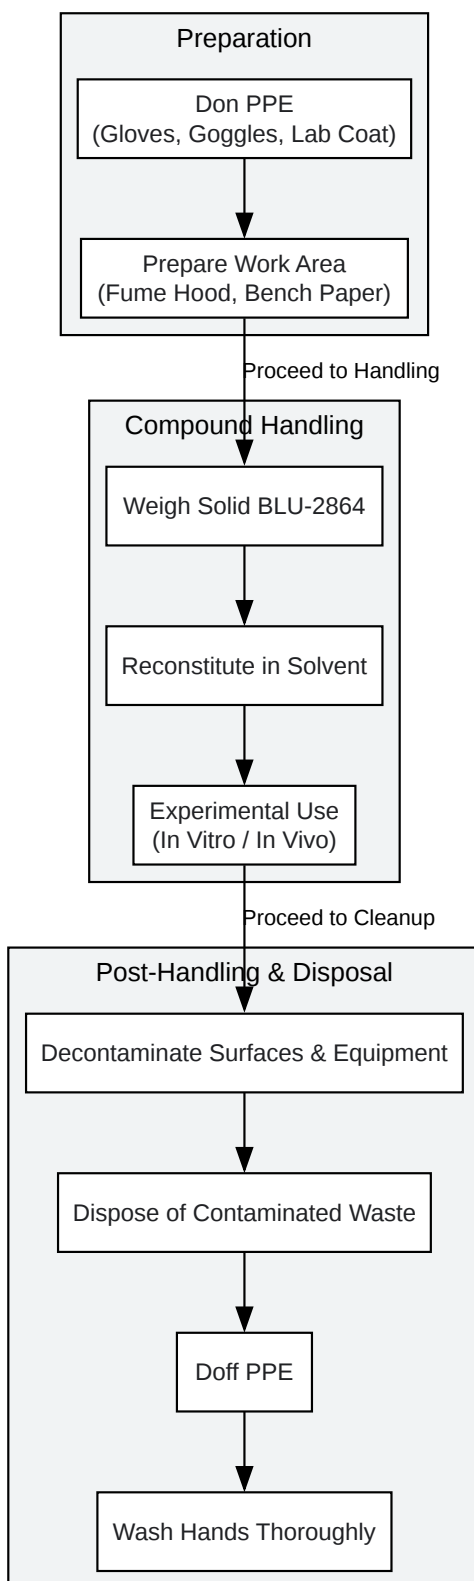 Preparation
Don PPE
(Gloves, Goggles, Lab Coat)
Prepare Work Area
(Fume Hood, Bench Paper)
Proceed to Handling
Compound Handling
Weigh Solid BLU-2864
Reconstitute in Solvent
Experimental Use
(In Vitro / In Vivo)
Proceed to Cleanup
Post-Handling & Disposal
Decontaminate Surfaces & Equipment
Dispose of Contaminated Waste
Doff PPE
Wash Hands Thoroughly